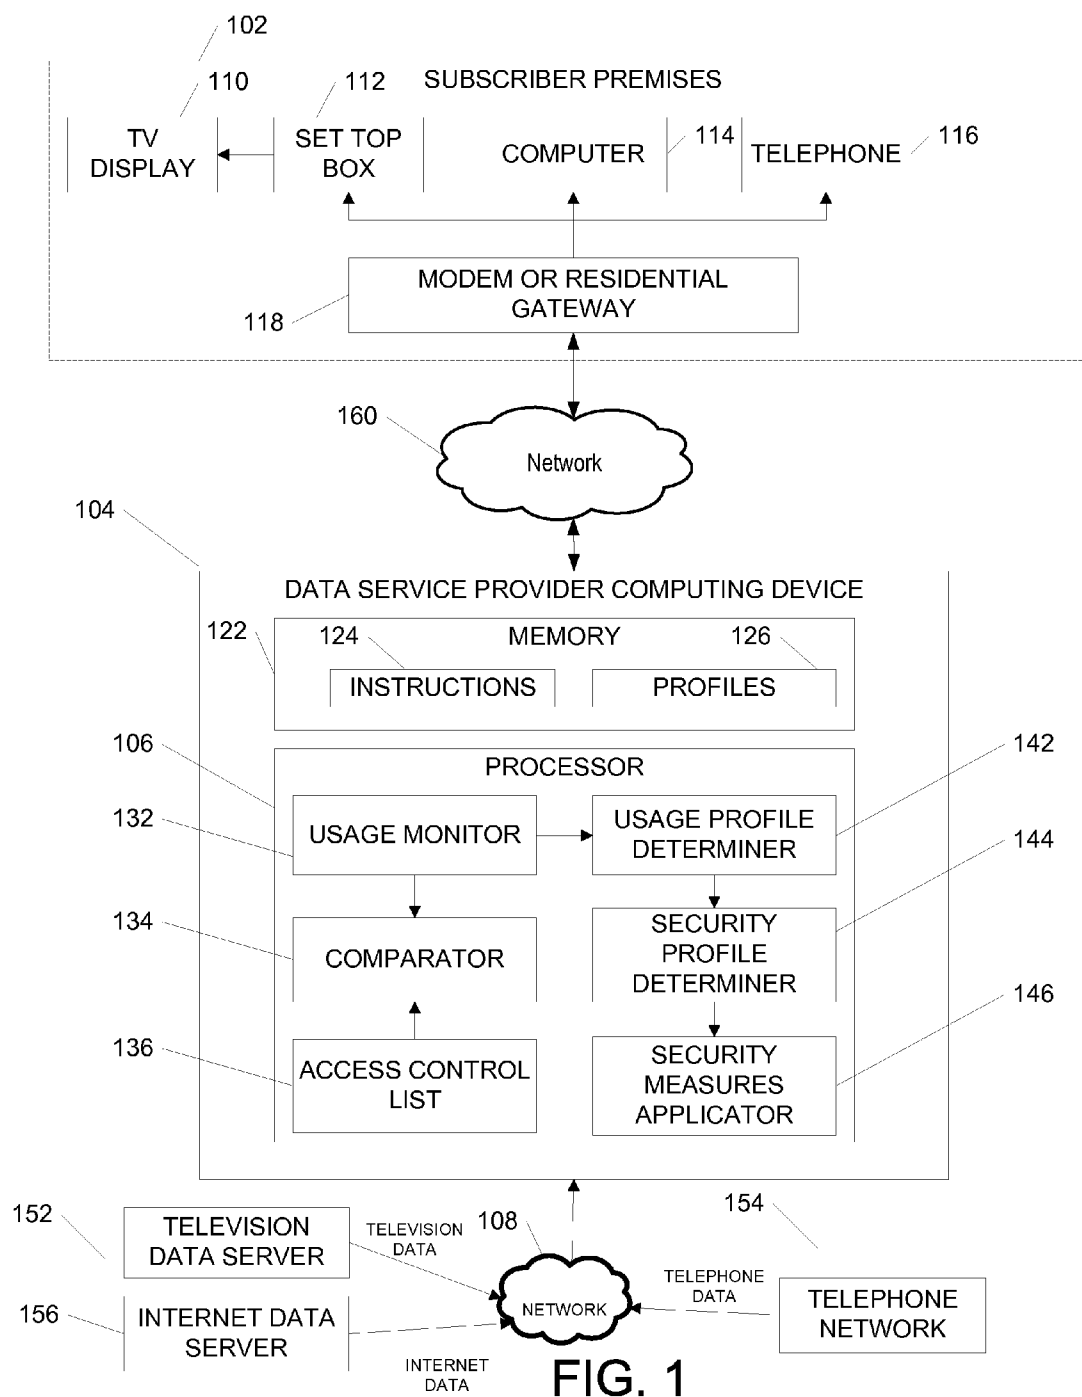 102
SUBSCRIBER PREMISES
110
112
TV
DISPLAY
SET TOP
BOX
COMPUTER
114
TELEPHONE
116
MODEM OR RESIDENTIAL
GATEWAY
118
160
Network
104
DATA SERVICE PROVIDER COMPUTING DEVICE
122
124
MEMORY
126
INSTRUCTIONS
PROFILES
106
PROCESSOR
142
132
USAGE MONITOR
USAGE PROFILE
DETERMINER
144
134
COMPARATOR
SECURITY
PROFILE
DETERMINER
146
136
ACCESS CONTROL
LIST
SECURITY
MEASURES
APPLICATOR
152
TELEVISION
DATA SERVER
TELEVISION
DATA
108
154
156
INTERNET DATA
SERVER
NETWORK
TELEPHONE
DATA
TELEPHONE
NETWORK
INTERNET
DATA
FIG. 1